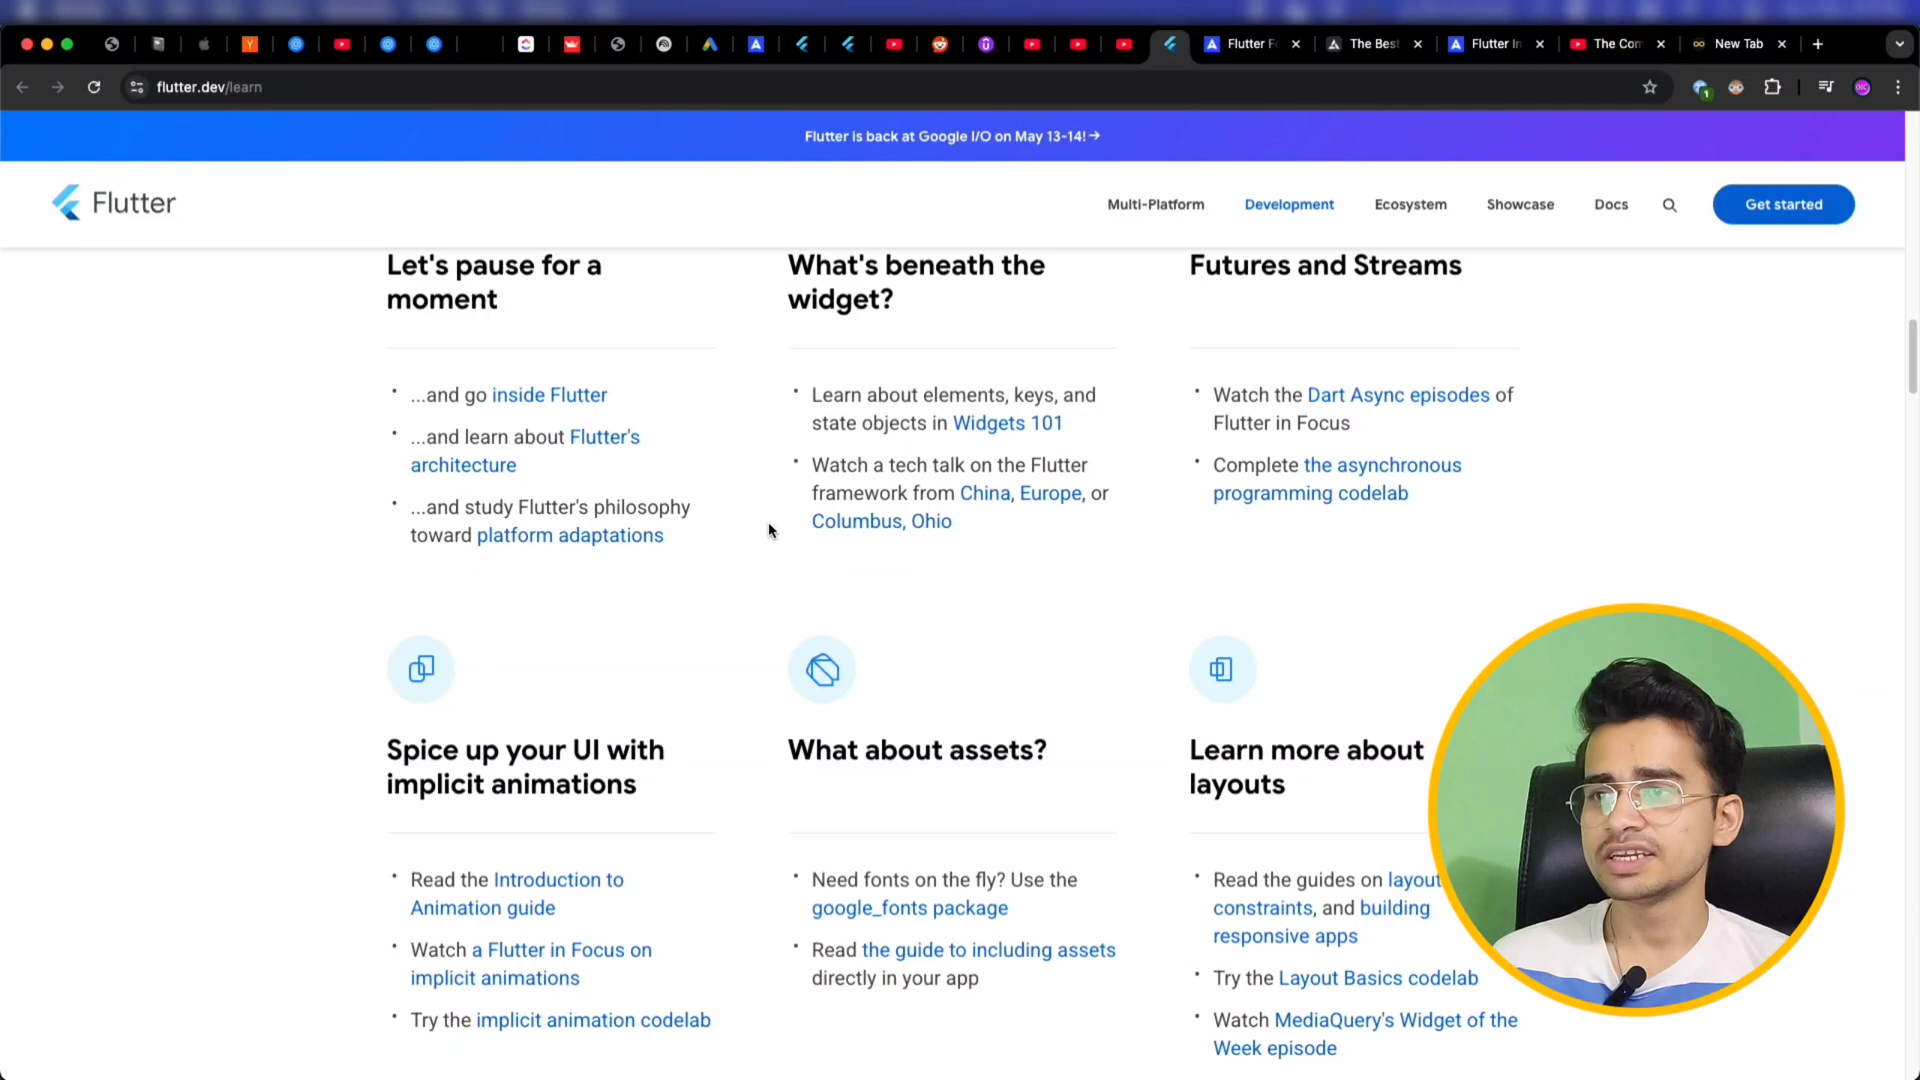 Flutter Fo
The Best
Flutter In
The Com
New Tab
flutter.dev/learn
1
Flutter is back at Google I/O on May 13-14! →
Flutter
Multi-Platform
Development
Ecosystem
Showcase
Docs
Get started
Let's pause for a
moment
• ...and go inside Flutter
• ...and learn about Flutter's
architecture
• ...and study Flutter's philosophy
toward platform adaptations
What's beneath the
widget?
• Learn about elements, keys, and
state objects in Widgets 101
• Watch a tech talk on the Flutter
framework from China, Europe, or
Columbus, Ohio
Futures and Streams
• Watch the Dart Async episodes of
Flutter in Focus
• Complete the asynchronous
programming codelab
Spice up your UI with
implicit animations
• Read the Introduction to
Animation guide
• Watch a Flutter in Focus on
implicit animations
• Try the implicit animation codelab
What about assets?
• Need fonts on the fly? Use the
google_fonts package
• Read the guide to including assets
directly in your app
Learn more about
layouts
• Read the guides on layout
constraints, and building
responsive apps
• Try the Layout Basics codelab
• Watch MediaQuery's Widget of the
Week episode